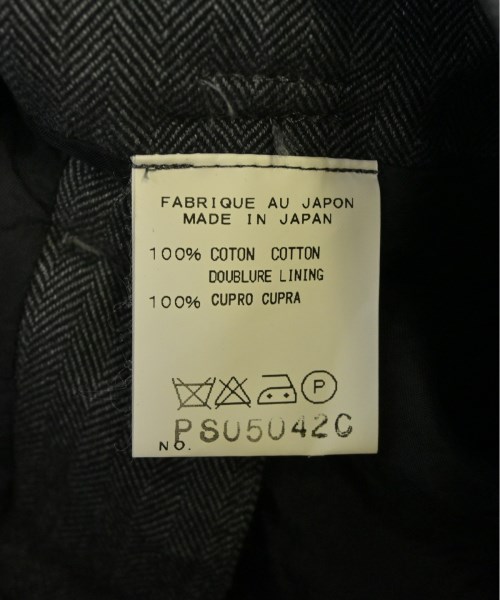 FABRIQUE AU JAPON
MADE IN JAPAN
100% COTON COTTON
DOUBLURE LINING
100% CUPRO CUPRA
P
NO. PS05042C